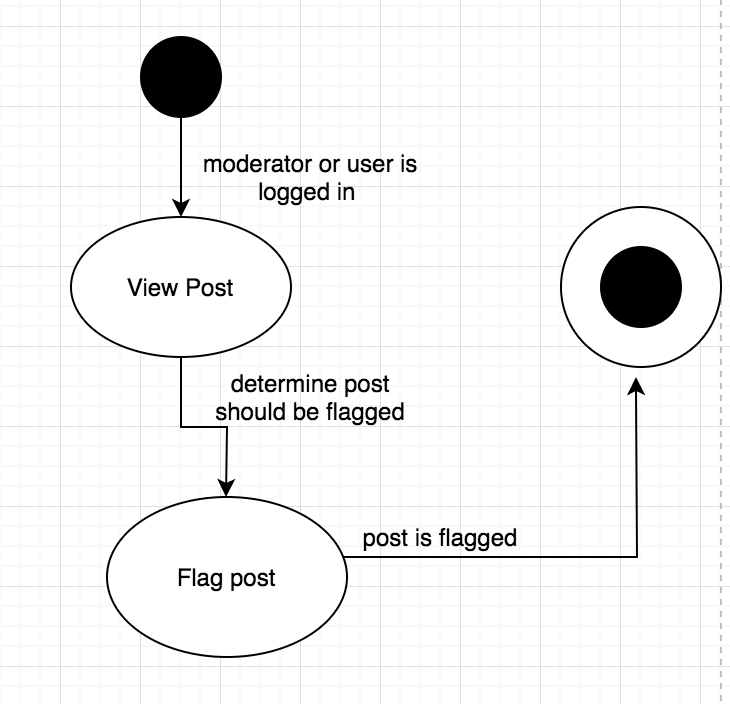 moderator or user is
logged in
View Post
determine post
should be flagged
post is flagged
Flag post